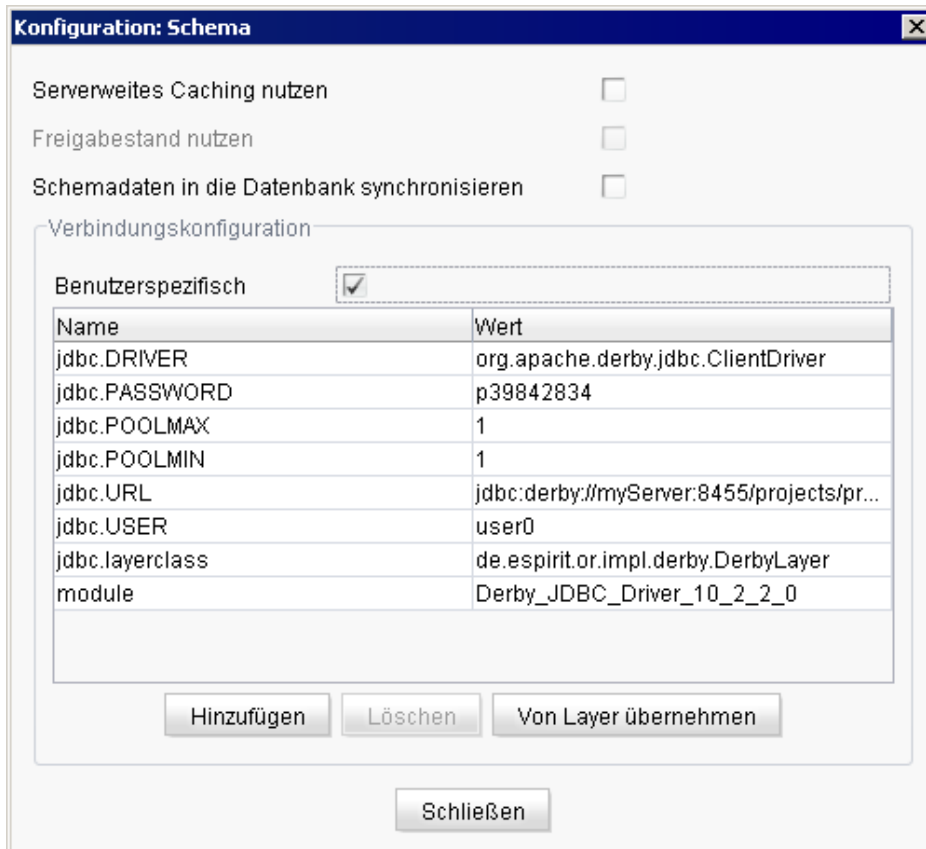 Konfiguration: Schema
Serverweites Caching nutzen
Freigabestand nutzen
Schemadaten in die Datenbank synchronisieren
Verbindungskonfiguration
Benutzerspezifisch
Name Wert
jdbc.DRIVER org.apache.derby.jdbc.ClientDriver
jdbc.PASSWORD p39842834
jdbc.POOLMAX 1
jdbc.POOLMIN 1
jdbc.URL jdbc:derby://myServer:8455/projects/pr...
jdbc.USER user0
jdbc.layerclass de.espirit.or.impl.derby.DerbyLayer
module Derby_JDBC_Driver_10_2_2_0
Hinzufügen Löschen Von Layer übernehmen
Schließen